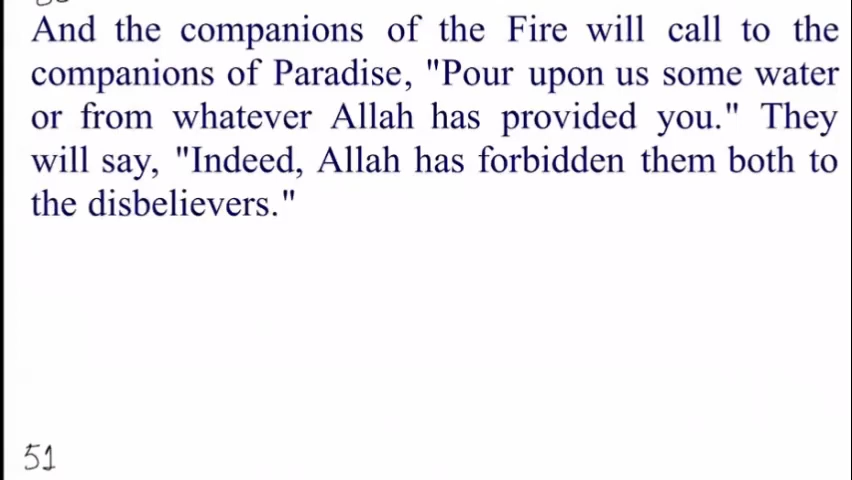 And the companions of the Fire will call to the
companions of Paradise, "Pour upon us some water
or from whatever Allah has provided you." They
will say, "Indeed, Allah has forbidden them both to
the disbelievers."
51